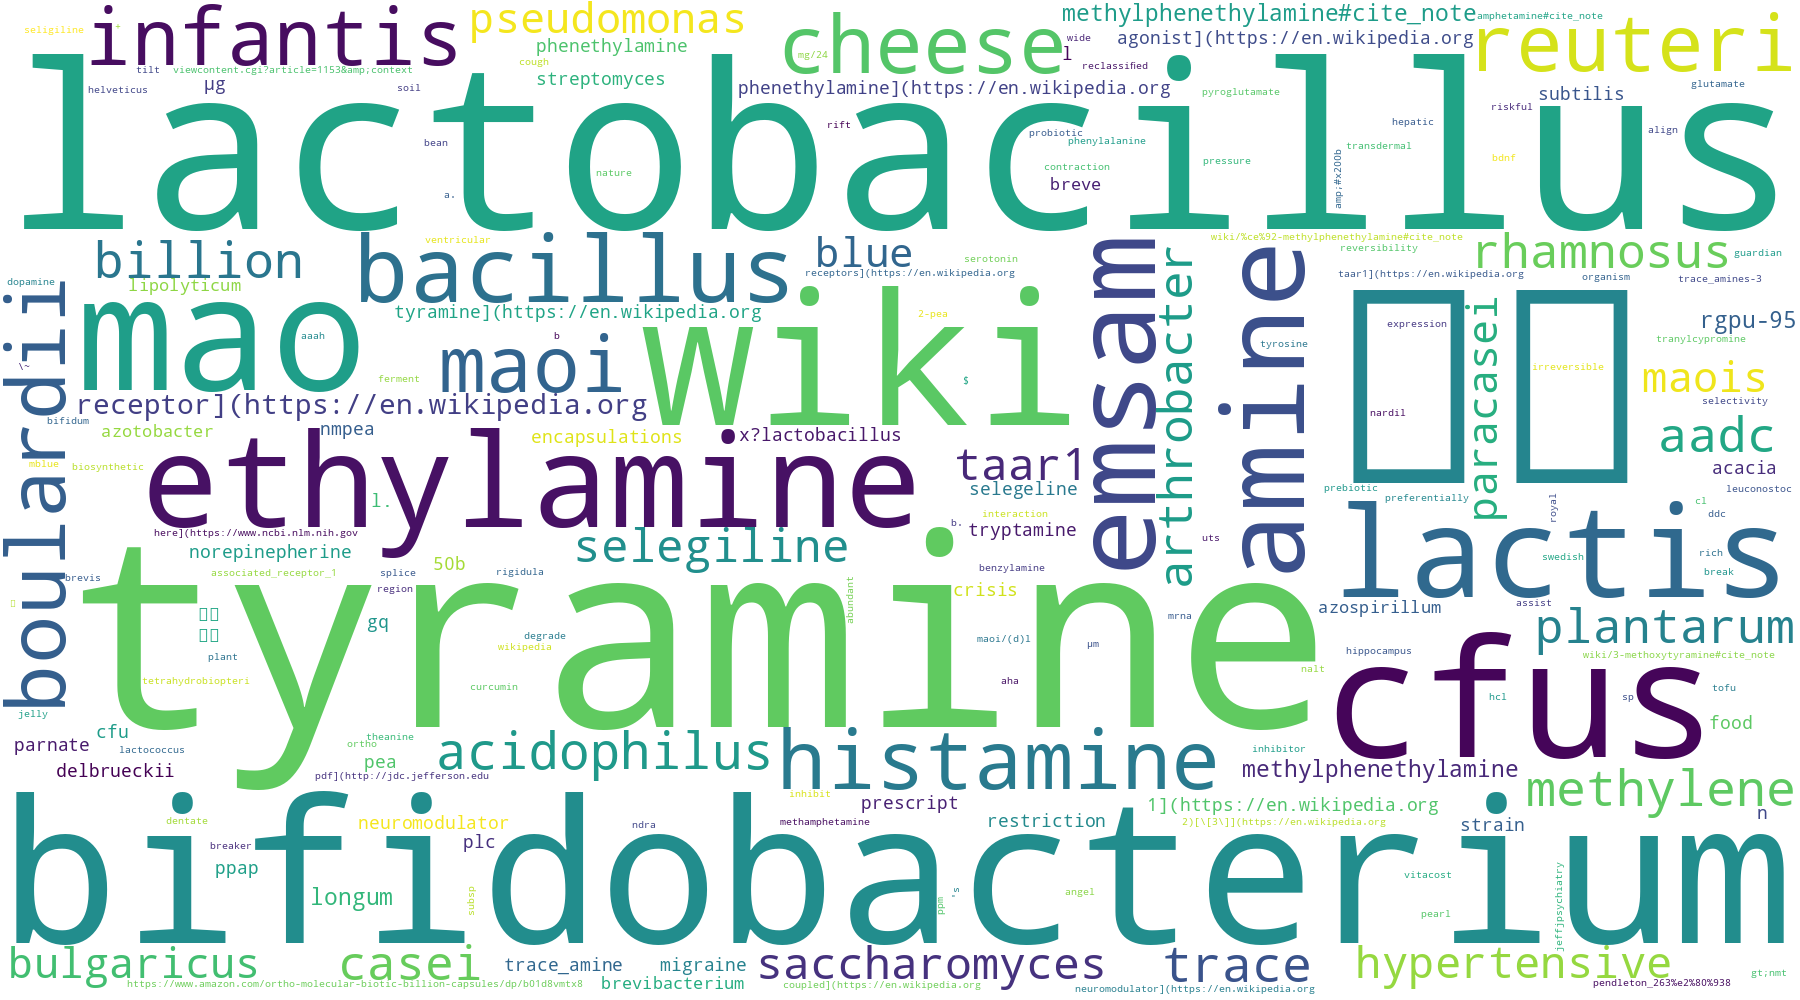 infantis
pseudomonas
cheese
methylphenethylamine#cite_note
amphetamine#cite_note
reuteri
seligiline
+
phenethylamine
mg/24
wide
l
agonist](https://en.wikipedia.org
reclassified
tilt
viewcontent.cgi?article=1153&amp;context
cough
streptomyces
helveticus
µg
soil
phenethylamine](https://en.wikipedia.org
pyroglutamate
subtilis
glutamate
riskful
lactobacillus
bean
rift
probiotic
phenylalanine
hepatic
align
transdermal
amp;#x200b
bdnf
nature
contraction
pressure
breve
a.
billion
lipolyticum
bacillus
ventricular
blue
serotonin
receptors](https://en.wikipedia.org
wiki/%ce%92-methylphenethylamine#cite_note
reversibility
rhamnosus
guardian
taar1](https://en.wikipedia.org
organism
trace_amines-3
dopamine
boulardii
mao
aaah
tyramine](https://en.wikipedia.org
b
maoi
wiki
2-pea
$
emsam
arthrobacter
amine
tyrosine
expression
nardil
paracasei
irreversible
rgpu-95
tranylcypromine
maois
selectivity
\~
ferment
receptor](https://en.wikipedia.org
bifidum
azotobacter
nmpea
encapsulations
x?lactobacillus
taar1
aadc
acacia
mblue
biosynthetic
ethylamine
l.
selegeline
interaction
b.
tryptamine
uts
prebiotic
preferentially
royal
leuconostoc
cl
ddc
lactis
here](https://www.ncbi.nlm.nih.gov
norepinepherine
selegiline
swedish
rich
break
brevis
associated_receptor_1
splice
region
50b
rigidula
abundant
benzylamine
crisis
azospirillum
assist
tyramine
gq
degrade
wikipedia
maoi/(d)l
µm
mrna
plantarum
plant
hippocampus
wiki/3-methoxytyramine#cite_note
tetrahydrobiopteri
curcumin
aha
nalt
cfus
hcl
sp
tofu
jelly
cfu
food
parnate
lactococcus
theanine
ortho
pea
acidophilus
histamine
inhibitor
methylphenethylamine
delbrueckii
pdf](http://jdc.jefferson.edu
methylene
inhibit
prescript
1](https://en.wikipedia.org
n
dentate
neuromodulator
ndra
methamphetamine
restriction
2)[\[3\]](https://en.wikipedia.org
strain
breaker
plc
bifidobacterium
ppap
longum
subsp
ppm
's
angel
vitacost
pearl
jeffjpsychiatry
bulgaricus
casei
trace_amine
migraine
saccharomyces
trace
hypertensive
gt;nmt
https://www.amazon.com/ortho-molecular-biotic-billion-capsules/dp/b01d8vmtx8
brevibacterium
coupled](https://en.wikipedia.org
neuromodulator](https://en.wikipedia.org
pendleton_263%e2%80%938